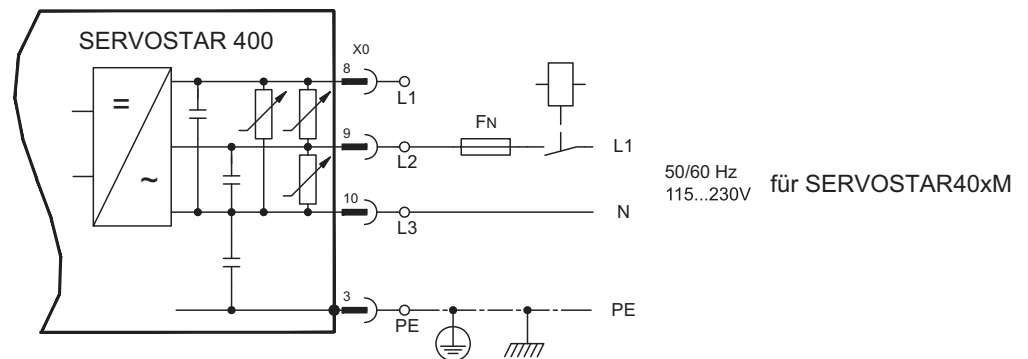 SERVOSTAR 400
X0
8
L1
=
~
9
L2
FN
L1
10
L3
N
50/60 Hz
115...230V
für SERVOSTAR40xM
3
PE
PE